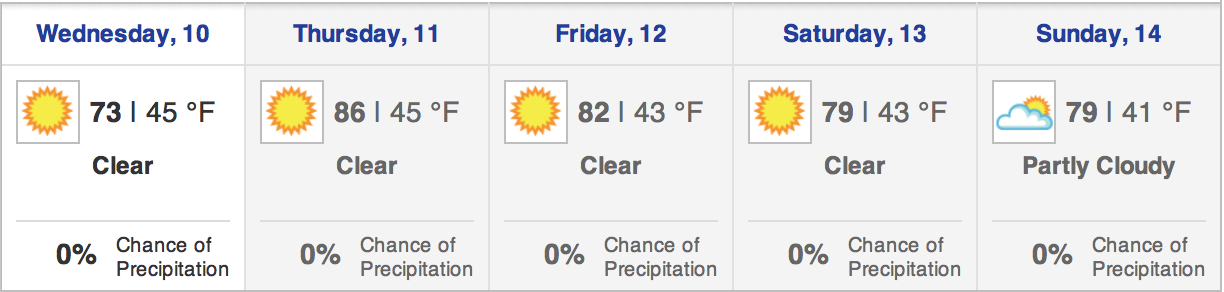 Wednesday, 10
73 | 45 °F
Clear
0% Chance of
Precipitation
Thursday, 11
86 | 45 °F
Clear
0% Chance of
Precipitation
Friday, 12
82 | 43 °F
Clear
0% Chance of
Precipitation
Saturday, 13
79 | 43 °F
Clear
0% Chance of
Precipitation
Sunday, 14
79 | 41 °F
Partly Cloudy
0% Chance of
Precipitation